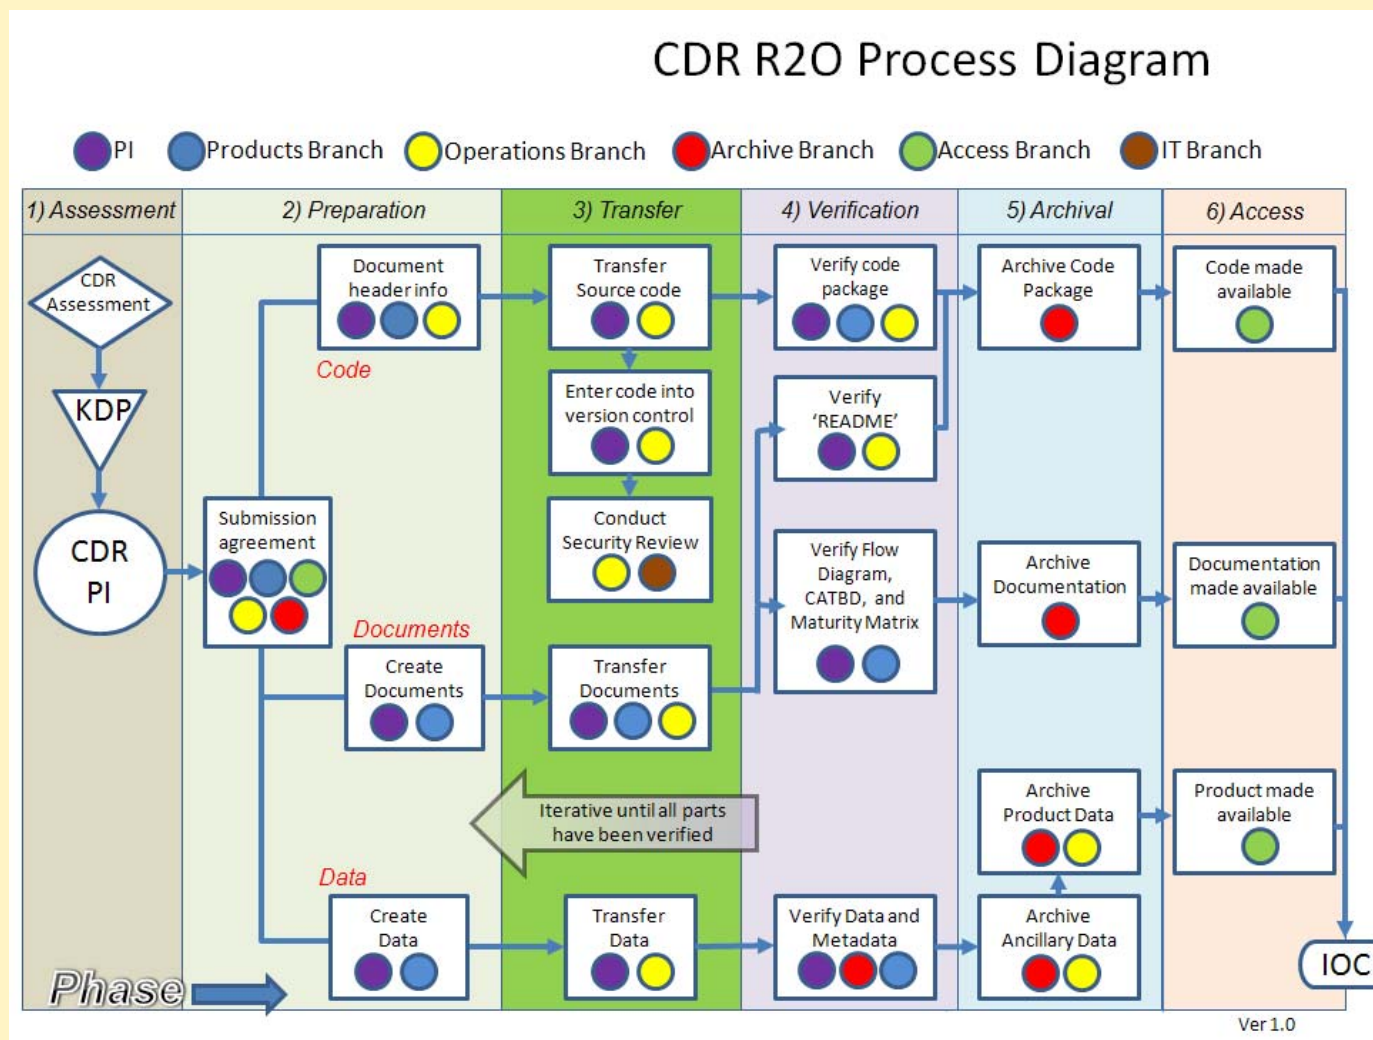 CDR R2O Process Diagram
PI
Products Branch
Operations Branch
Archive Branch
Access Branch
IT Branch
1) Assessment
2) Preparation
3) Transfer
4) Verification
5) Archival
6) Access
CDR
Assessment
KDP
CDR
PI
Submission
agreement
Document
header info
Code
Documents
Create
Documents
Data
Create
Data
Transfer
Source code
Enter code into
version control
Conduct
Security Review
Transfer
Documents
Iterative until all parts
have been verified
Transfer
Data
Verify code
package
Verify
‘README’
Verify Flow
Diagram,
CATBD, and
Maturity Matrix
Verify Data and
Metadata
Archive Code
Package
Archive
Documentation
Archive
Product Data
Archive
Ancillary Data
Code made
available
Documentation
made available
Product made
available
IOC
Phase
Ver 1.0